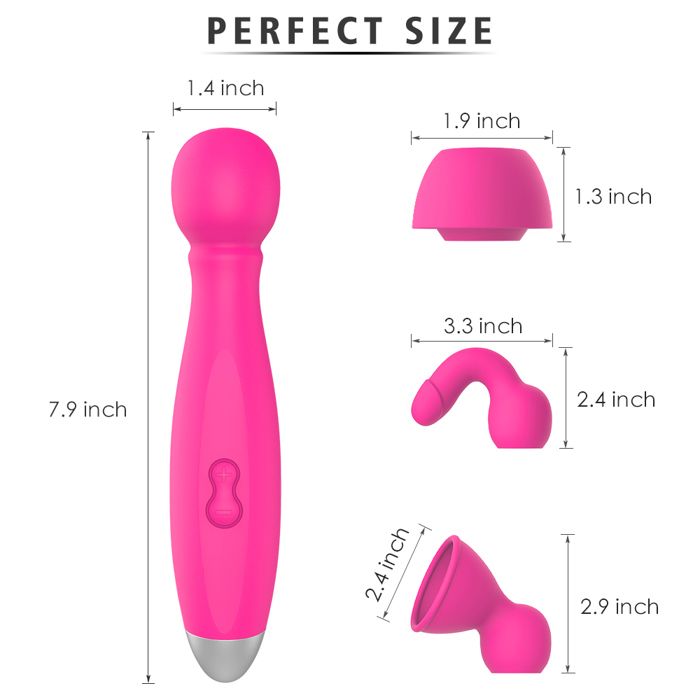 PERFECT SIZE
1.4 inch
1.9 inch
1.3 inch
3.3 inch
7.9 inch
2.4 inch
2.4 inch
2.9 inch